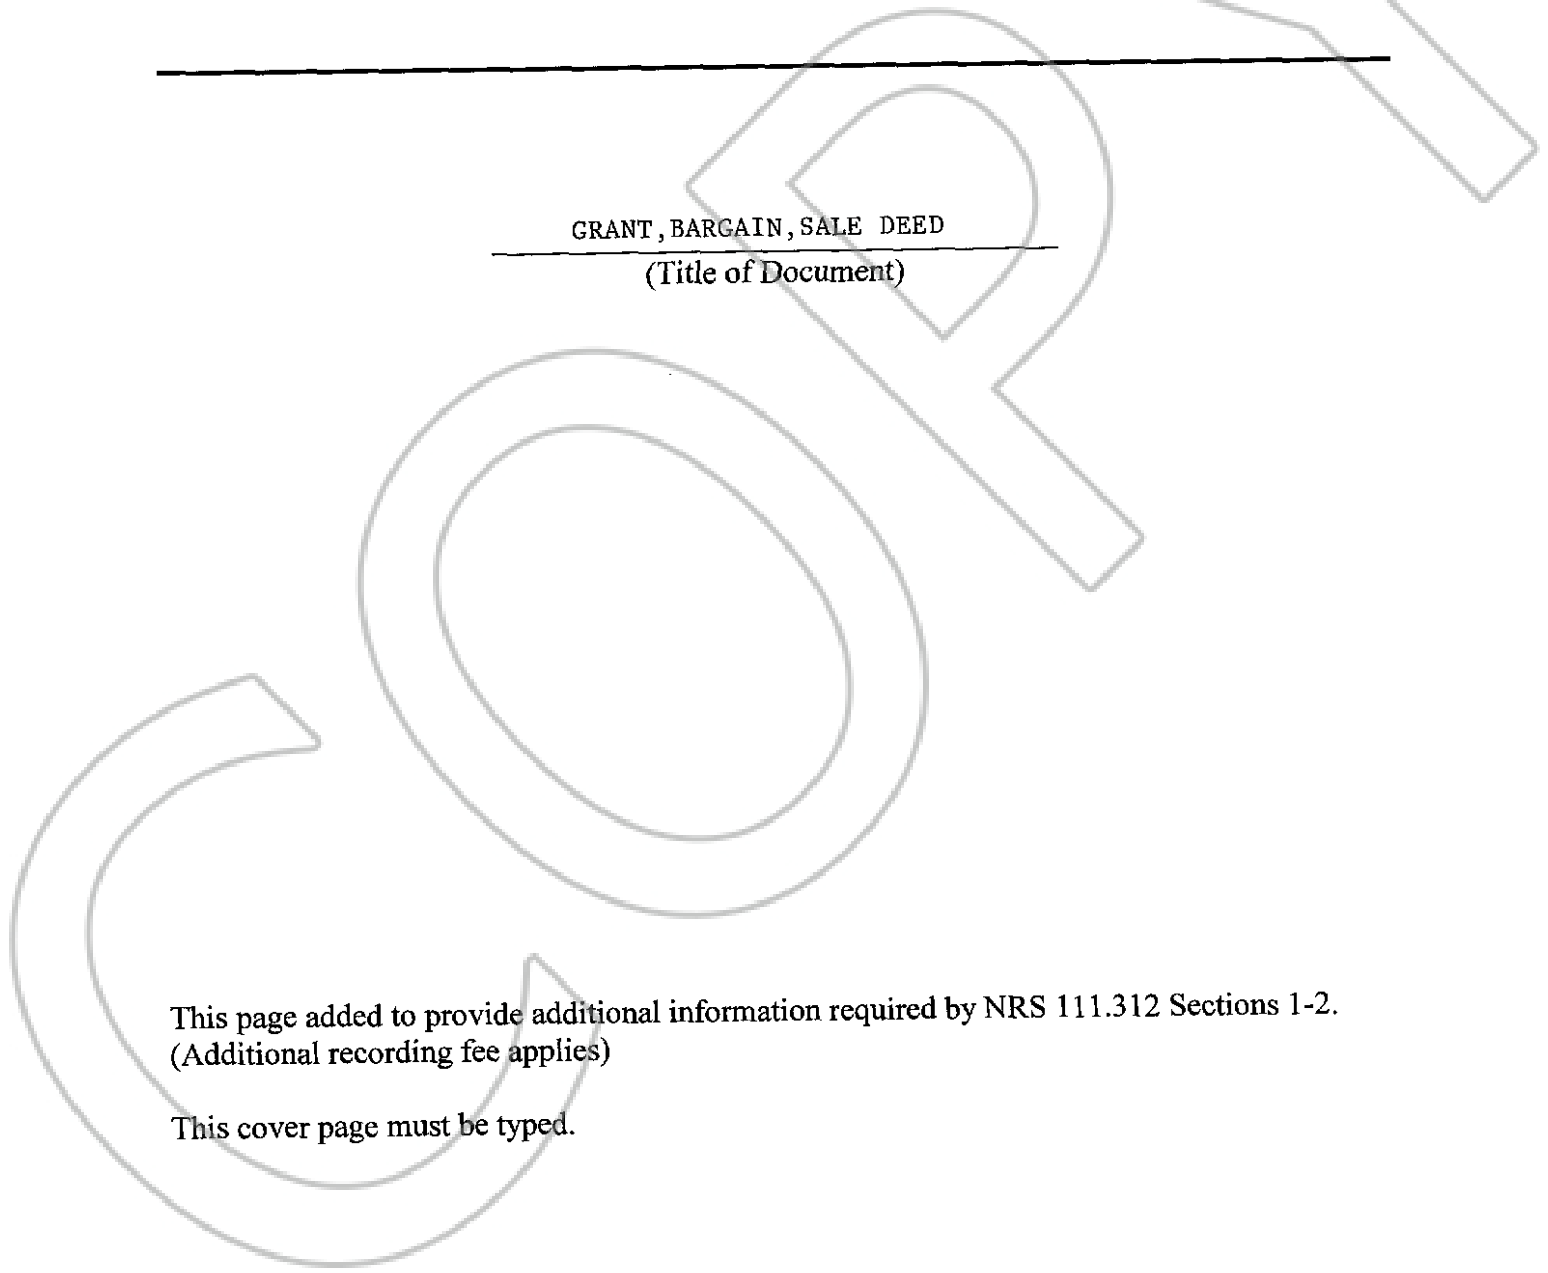 GRANT,BARGAIN,SALE DEED
(Title of Document)
COPY
This page added to provide additional information required by NRS 111.312 Sections 1-2.
(Additional recording fee applies)
This cover page must be typed.